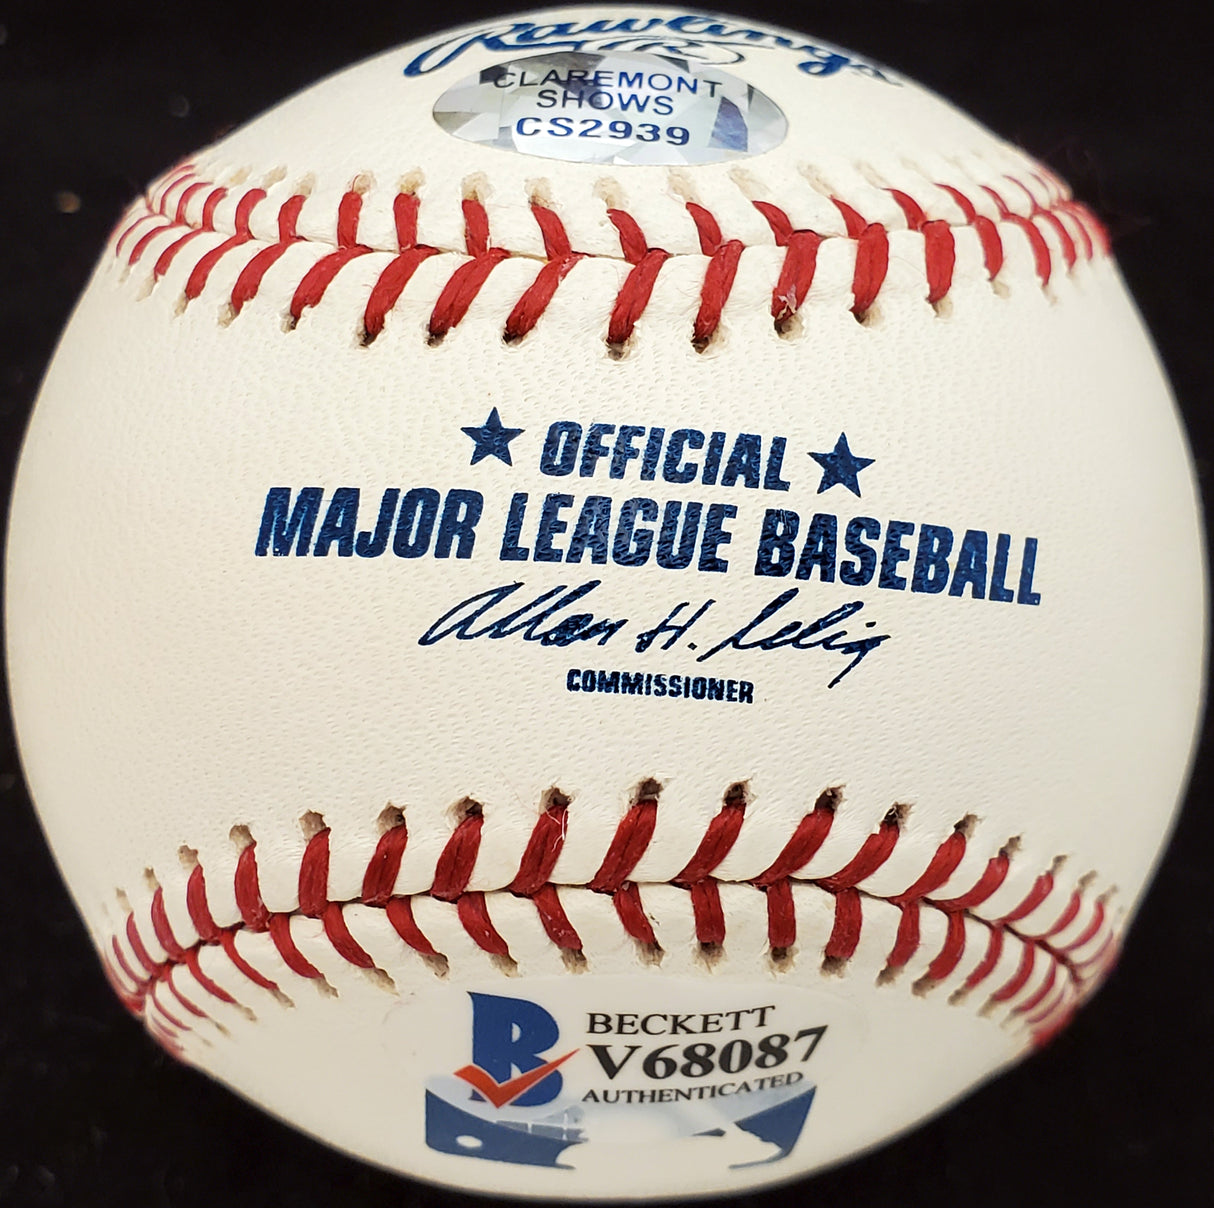 Rawlings
R
CLAREMONT
SHOWS
CS2939
OFFICIAL
MAJOR LEAGUE BASEBALL
Allan H. Selig
COMMISSIONER
B
BECKETT
V68087
AUTHENTICATED